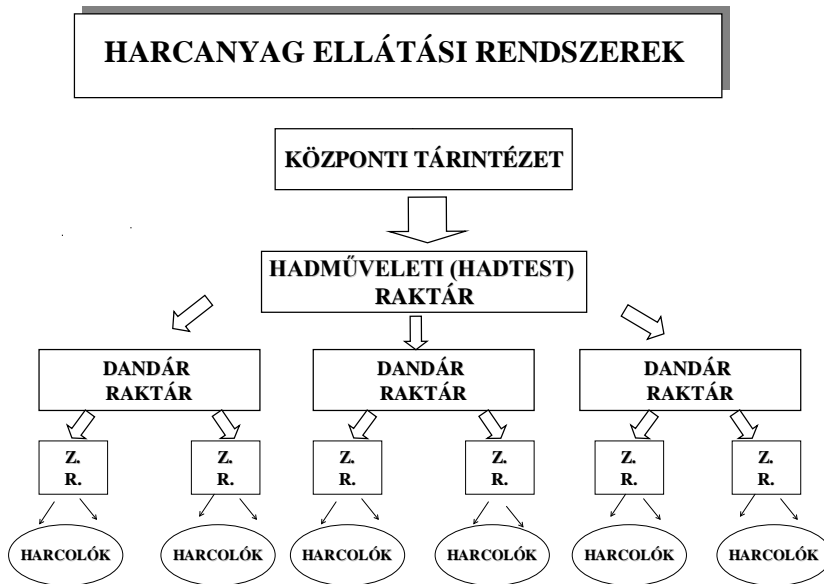 HARCANYAG ELLÁTÁSI RENDSZEREK
KÖZPONTI TÁRINTÉZET
HADMŰVELETI (HADTEST)
RAKTÁR
DANDÁR
RAKTÁR
DANDÁR
RAKTÁR
DANDÁR
RAKTÁR
Z.
R.
Z.
R.
Z.
R.
Z.
R.
Z.
R.
Z.
R.
HARCOLÓK
HARCOLÓK
HARCOLÓK
HARCOLÓK
HARCOLÓK
HARCOLÓK